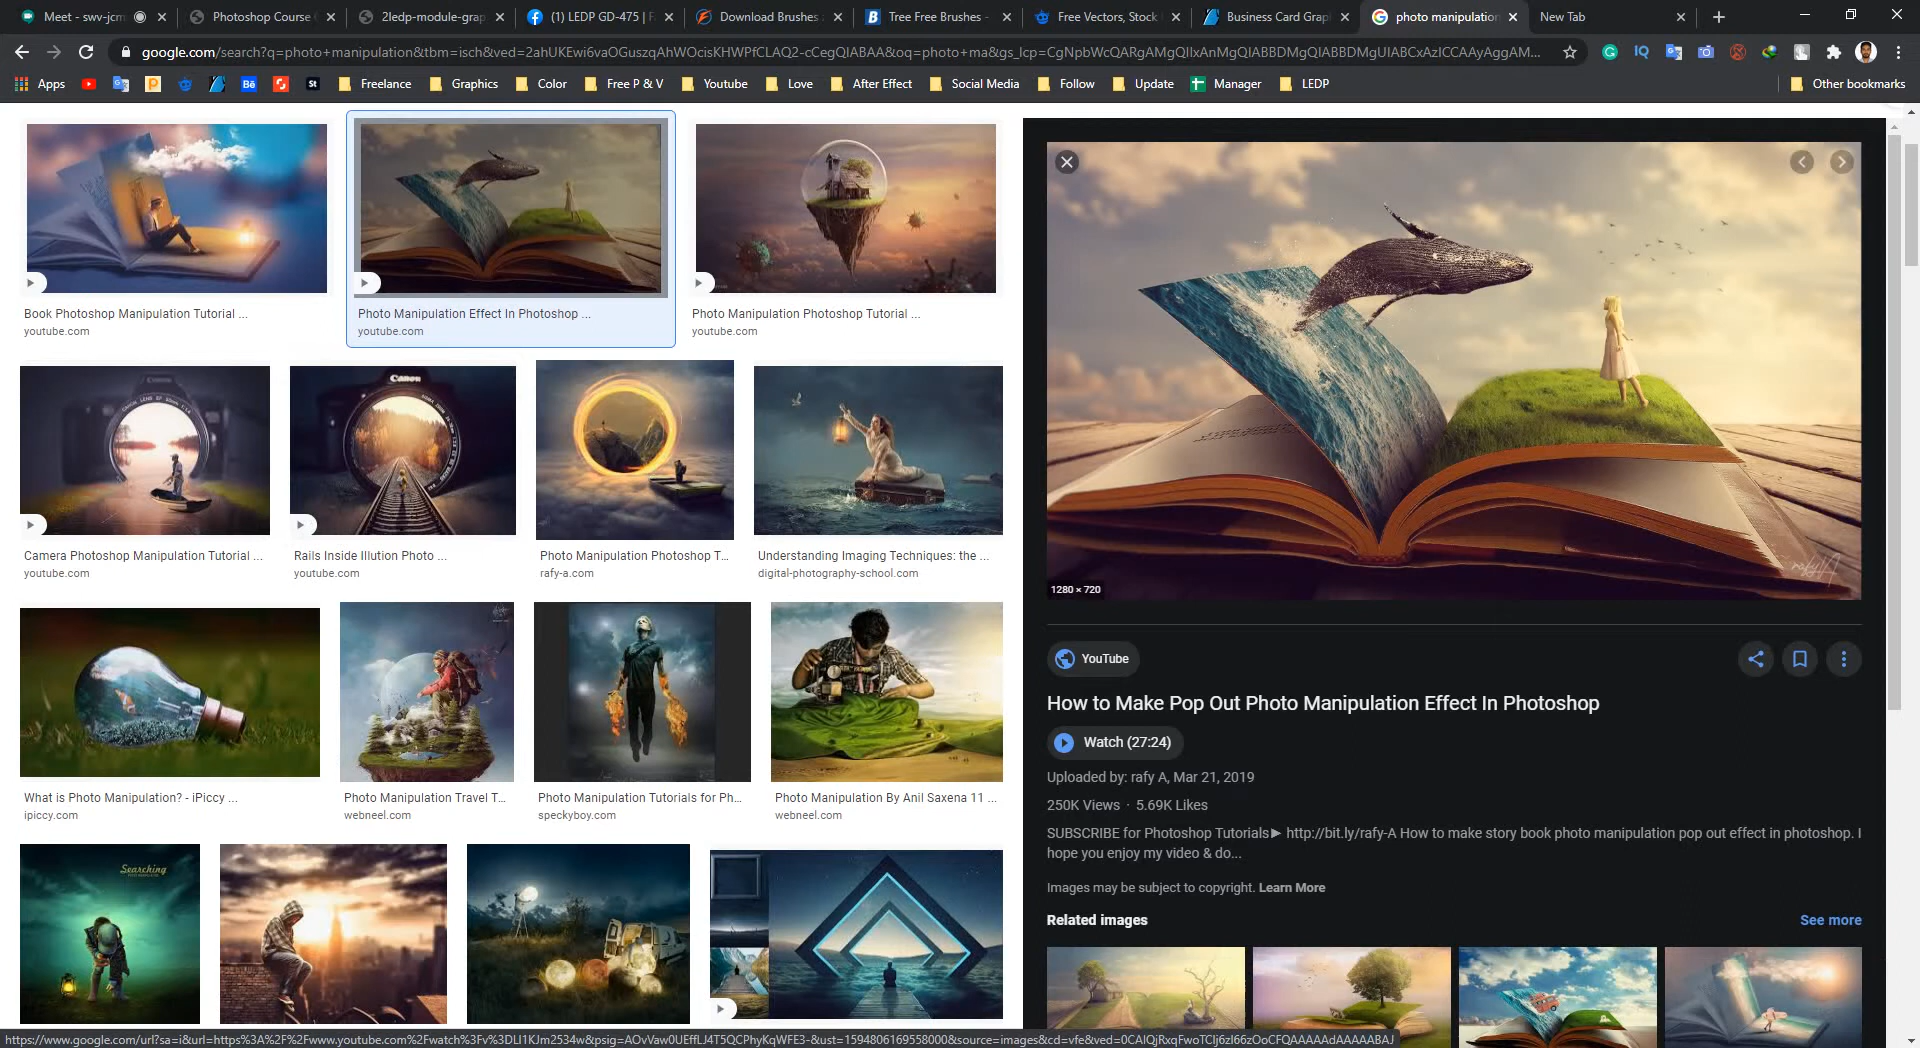 Meet - swv-jcm
Photoshop Course
2ledp-module-grap
(1) LEDP GD-475 | Fa
Download Brushes
Tree Free Brushes -
Free Vectors, Stock
Business Card Grap
photo manipulation
New Tab
google.com/search?q=photo+manipulation&tbm=isch&ved=2ahUKEwi6vaOGuszqAhWOcisKHWPfCLAQ2-cCegQIABAA&oq=photo+ma&gs_lcp=CgNpbWcQARgAMgQIIxAnMgQIABBDMgQIABBDMgUIABCxAzICCAAyAggAM...
Apps
Freelance
Graphics
Color
Free P & V
Youtube
Love
After Effect
Social Media
Follow
Update
Manager
LEDP
Other bookmarks
Book Photoshop Manipulation Tutorial ...
youtube.com
Photo Manipulation Effect In Photoshop ...
youtube.com
Photo Manipulation Photoshop Tutorial ...
youtube.com
Canon
Camera Photoshop Manipulation Tutorial ...
youtube.com
Rails Inside Illution Photo ...
youtube.com
Photo Manipulation Photoshop T...
rafy-a.com
Understanding Imaging Techniques: the ...
digital-photography-school.com
What is Photo Manipulation? - iPiccy ...
ipiccy.com
Photo Manipulation Travel T...
webneel.com
Photo Manipulation Tutorials for Ph...
speckyboy.com
Photo Manipulation By Anil Saxena 11 ...
webneel.com
Searching
1280 × 720
YouTube
How to Make Pop Out Photo Manipulation Effect In Photoshop
Watch (27:24)
Uploaded by: rafy A, Mar 21, 2019
250K Views · 5.69K Likes
SUBSCRIBE for Photoshop Tutorials► http://bit.ly/rafy-A How to make story book photo manipulation pop out effect in photoshop. I
hope you enjoy my video & do...
Images may be subject to copyright. Learn More
Related images
See more
https://www.google.com/url?sa=i&url=https%3A%2F%2Fwww.youtube.com%2Fwatch%3Fv%3DLI1KJm2534w&psig=AOvVaw0UEffLJ4T5QCPhyKqWFE3-&ust=1594806169558000&source=images&cd=vfe&ved=0CAIQjRxqFwoTCIj6zI66zOoCFQAAAAAdAAAAABAJ